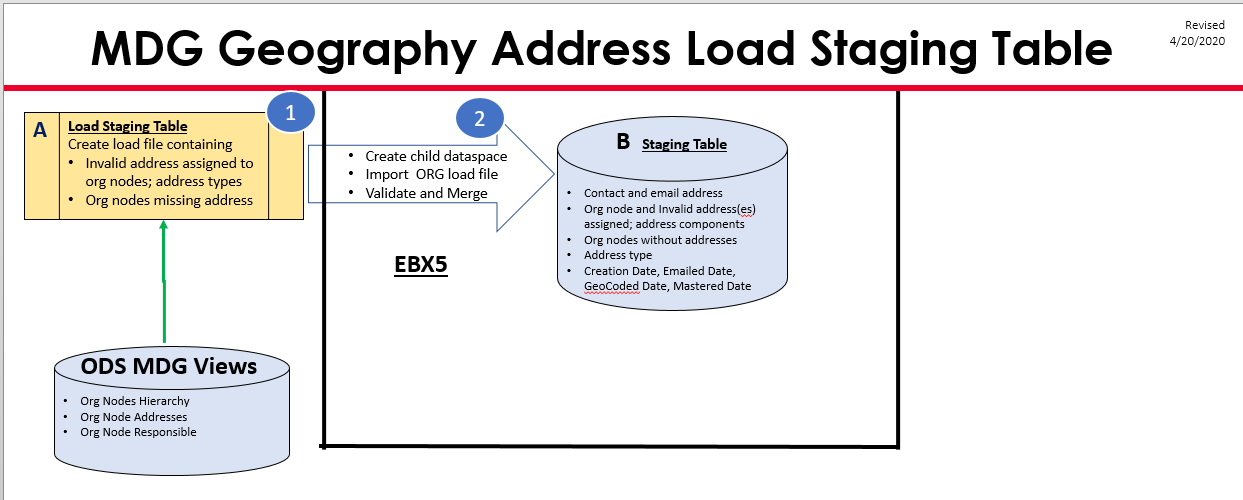 MDG Geography Address Load Staging Table
Revised
4/20/2020
A
Load Staging Table
Create load file containing
• Invalid address assigned to
org nodes; address types
• Org nodes missing address
1
2
• Create child dataspace
• Import ORG load file
• Validate and Merge
EBX5
B Staging Table
• Contact and email address
• Org node and Invalid address(es)
assigned; address components
• Org nodes without addresses
• Address type
• Creation Date, Emailed Date,
GeoCoded Date, Mastered Date
ODS MDG Views
• Org Nodes Hierarchy
• Org Node Addresses
• Org Node Responsible